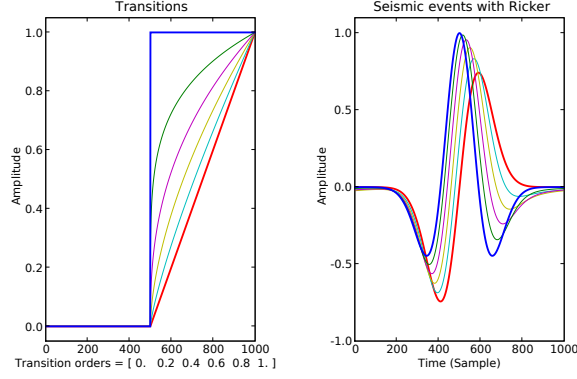 Transitions
1.0
0.8
0.6
0.4
0.2
0.0
Amplitude
0 200 400 600 800 1000
Transition orders = [ 0. 0.2 0.4 0.6 0.8 1. ]
Seismic events with Ricker
1.0
0.5
0.0
-0.5
-1.0
Amplitude
0 200 400 600 800 1000
Time (Sample)